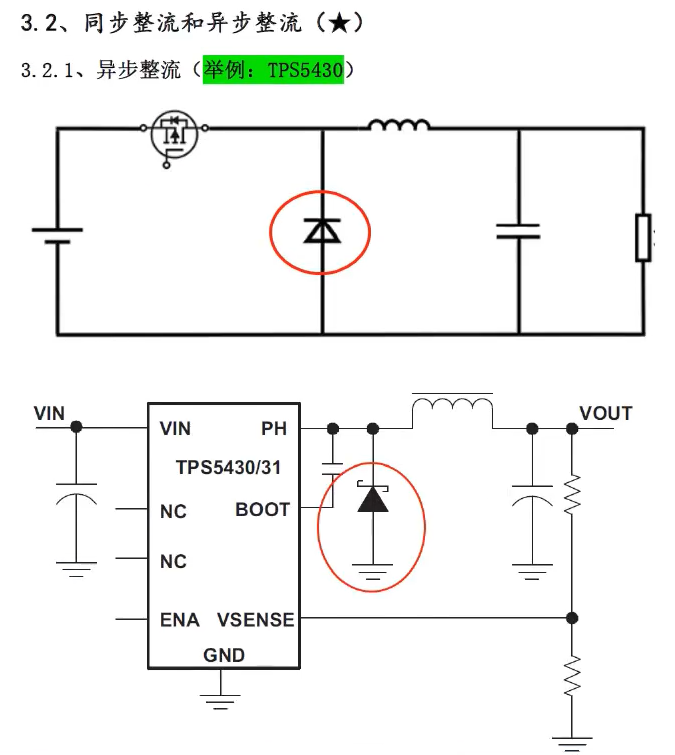 3.2、同步整流和异步整流（★）
3.2.1、异步整流（举例：TPS5430）
VIN
VOUT
VIN
PH
TPS5430/31
NC
BOOT
NC
ENA
VSENSE
GND